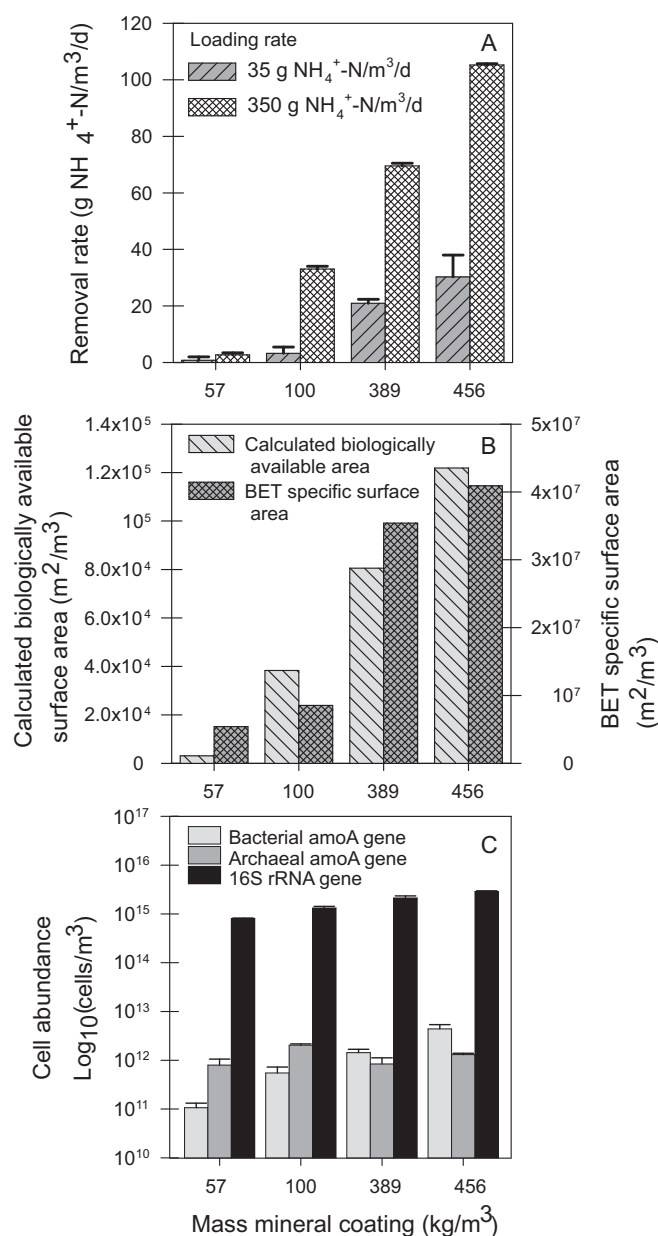 A
Loading rate
35 g NH₄⁺-N/m³/d
350 g NH₄⁺-N/m³/d
Removal rate (g NH ₄⁺-N/m³/d)
120
100
80
60
40
20
0
57 100 389 456
B
Calculated biologically
available area
BET specific surface
area
Calculated biologically available
surface area (m²/m³)
1.4x10⁵
1.2x10⁵
10⁵
8.0x10⁴
6.0x10⁴
4.0x10⁴
2.0x10⁴
0
5x10⁷
4x10⁷
3x10⁷
2x10⁷
10⁷
0
BET specific surface area
(m²/m³)
57 100 389 456
C
Bacterial amoA gene
Archaeal amoA gene
16S rRNA gene
Cell abundance
Log₁₀(cells/m³)
10¹⁷
10¹⁶
10¹⁵
10¹⁴
10¹³
10¹²
10¹¹
10¹⁰
57 100 389 456
Mass mineral coating (kg/m³)